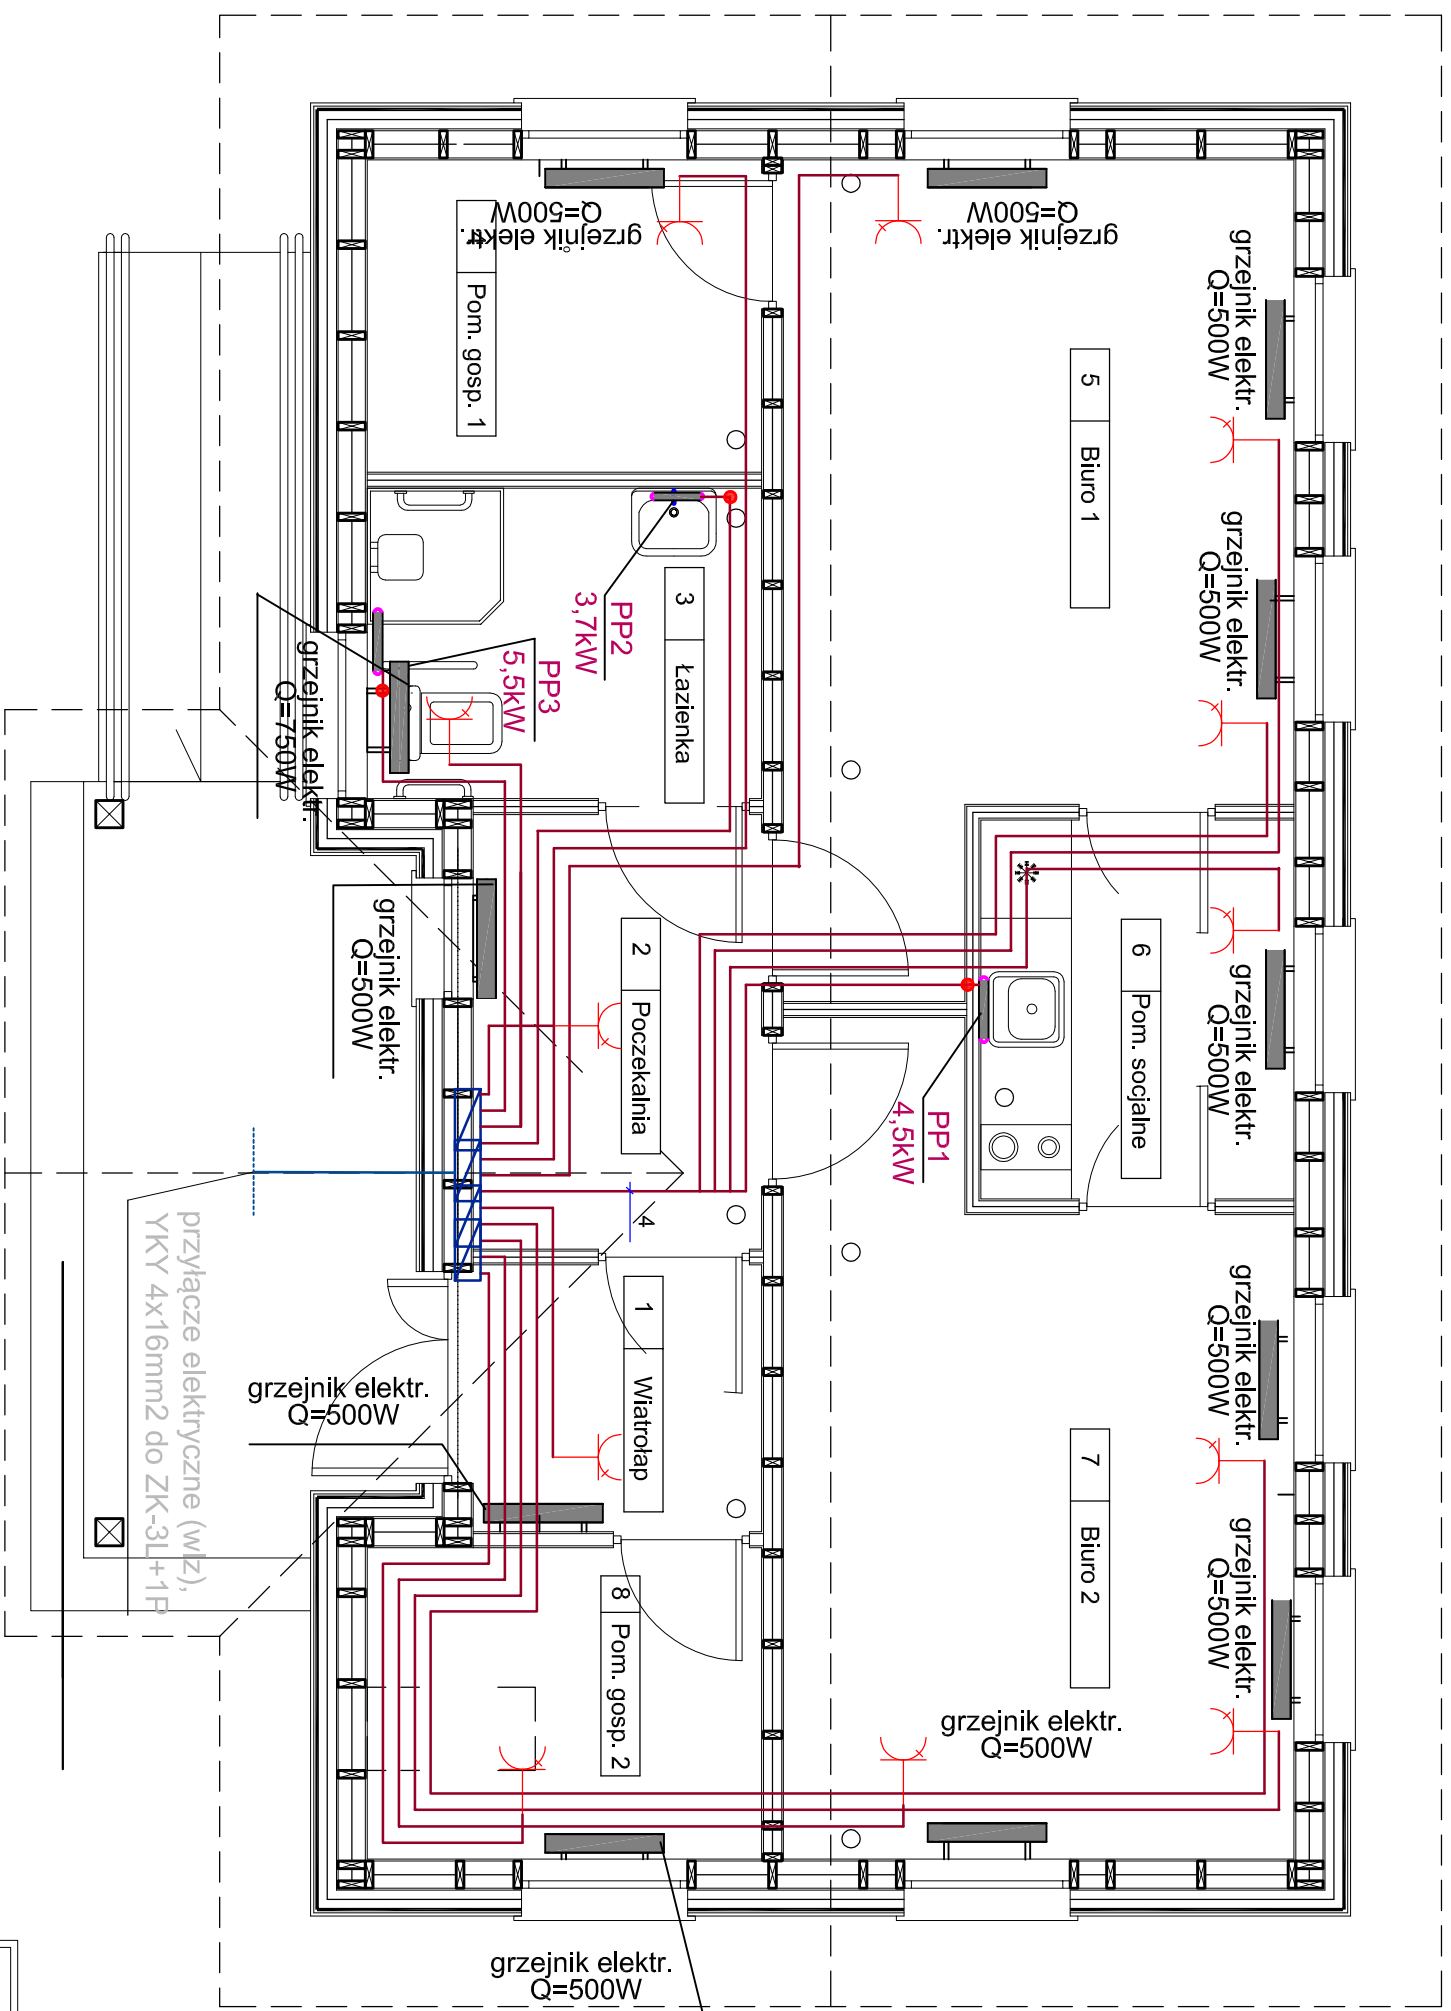 grzejnik elektr.
Q=500W
grzejnik elektr.
Q=500W
grzejnik elektr.
Q=500W
grzejnik elektr.
Q=500W
grzejnik elektr.
Q=500W
grzejnik elektr.
Q=500W
grzejnik elektr.
Q=500W
4
Pom. gosp. 1
5
Biuro 1
3
Łazienka
PP2
3,7kW
PP3
5,5kW
grzejnik elektr.
Q=750W
grzejnik elektr.
Q=500W
2
Poczekalnia
6
Pom. socjalne
PP1
4,5kW
4
1
Wiatrołap
7
Biuro 2
8
Pom. gosp. 2
grzejnik elektr.
Q=500W
grzejnik elektr.
Q=500W
grzejnik elektr.
Q=500W
przyłącze elektryczne (wlz),
YKY 4x16mm2 do ZK-3L+1P